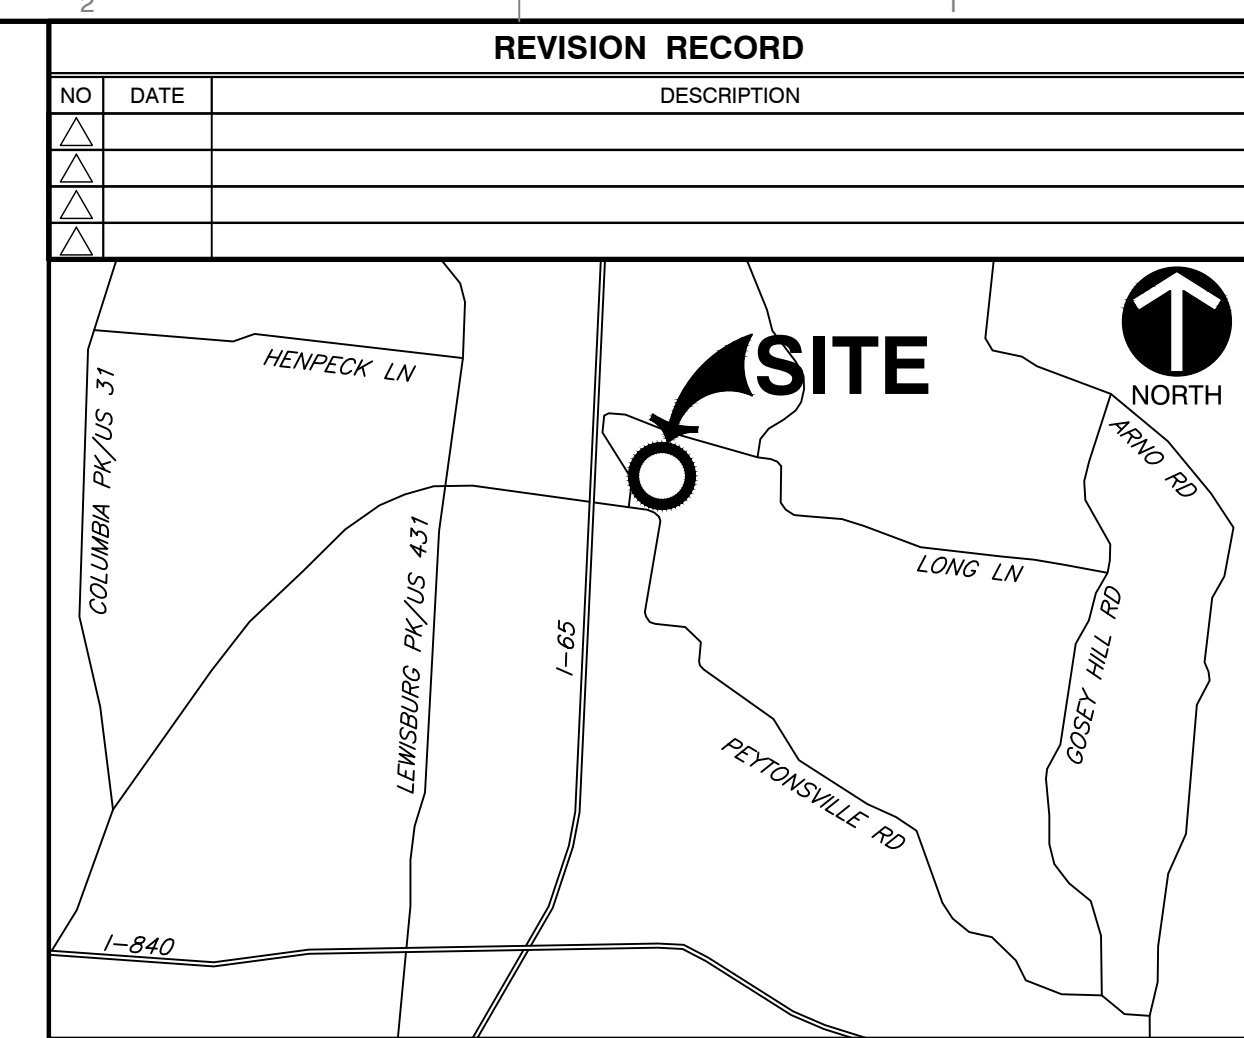 2 1
REVISION RECORD
NO DATE DESCRIPTION
SITE
NORTH
HENPECK LN
COLUMBIA PK/US 31
ARNO RD
LEWISBURG PK/US 431
LONG LN
I-65
GOSEY HILL RD
PEYTONSVILLE RD
I-840